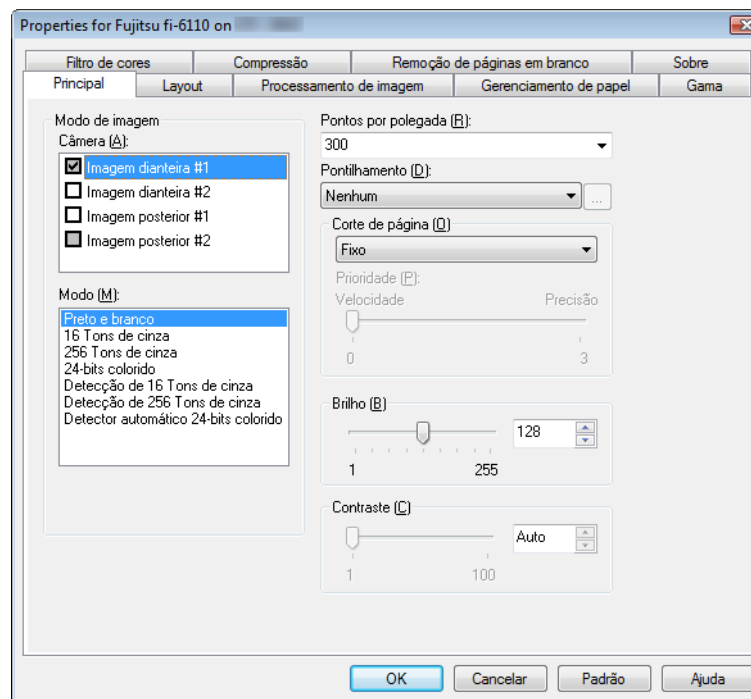 Properties for Fujitsu fi-6110 on
Filtro de cores
Compressão
Remoção de páginas em branco
Sobre
Principal
Layout
Processamento de imagem
Gerenciamento de papel
Gama
Modo de imagem
Câmera (A):
Imagem dianteira #1
Imagem dianteira #2
Imagem posterior #1
Imagem posterior #2
Modo (M):
Preto e branco
16 Tons de cinza
256 Tons de cinza
24-bits colorido
Detecção de 16 Tons de cinza
Detecção de 256 Tons de cinza
Detector automático 24-bits colorido
Pontos por polegada (R):
300
Pontilhamento (D):
Nenhum
...
Corte de página (O)
Fixo
Prioridade (P):
Velocidade Precisão
0 3
Brilho (B)
128
1 255
Contraste (C)
Auto
1 100
OK
Cancelar
Padrão
Ajuda